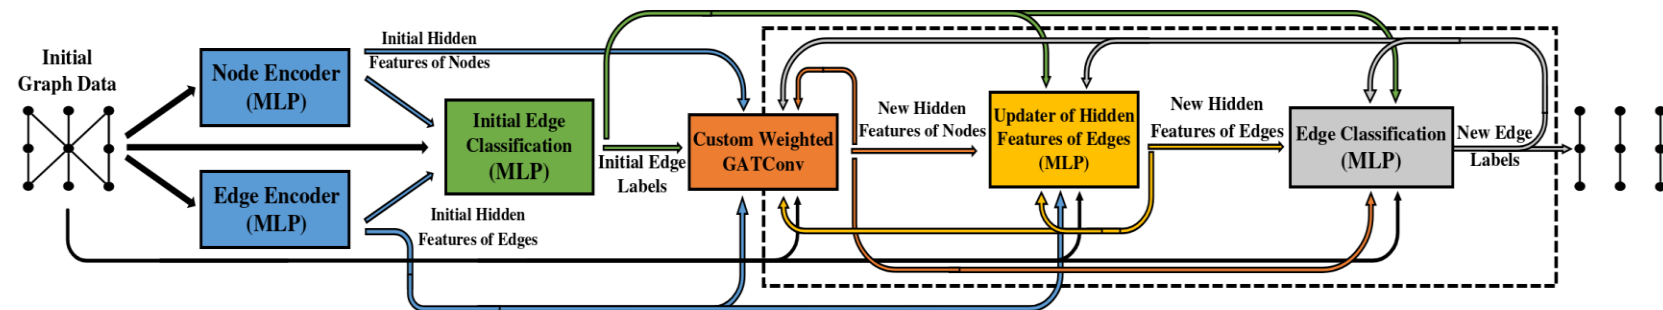 Initial
Graph Data
Node Encoder
(MLP)
Edge Encoder
(MLP)
Initial Hidden
Features of Nodes
Initial Edge
Classification
(MLP)
Initial Hidden
Features of Edges
Initial Edge
Labels
Custom Weighted
GATConv
New Hidden
Features of Nodes
Updater of Hidden
Features of Edges
(MLP)
New Hidden
Features of Edges
Edge Classification
(MLP)
New Edge
Labels